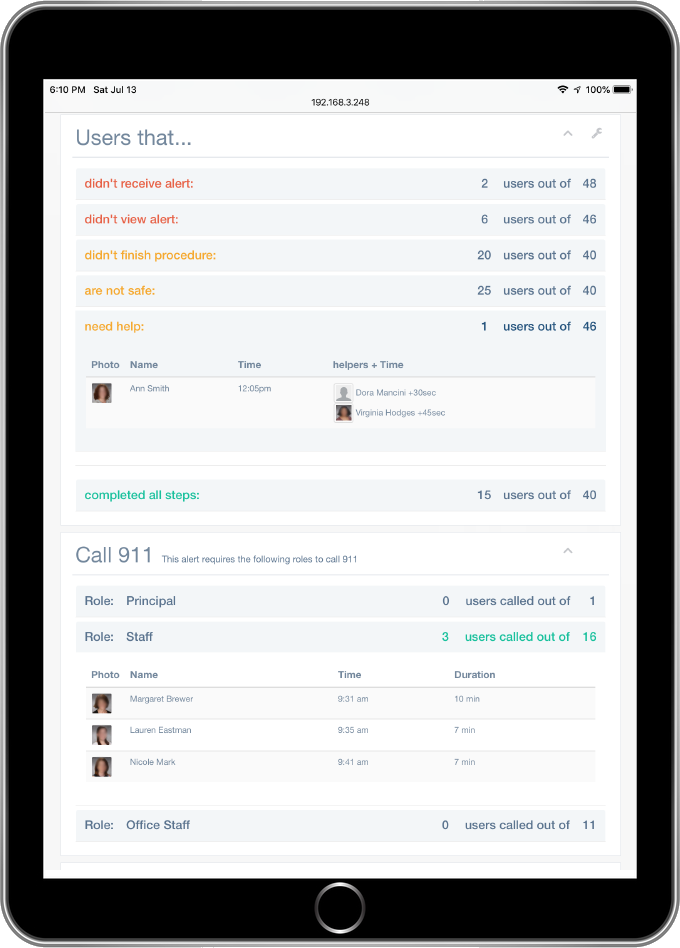 6:10 PM Sat Jul 13 100%
192.168.3.248
Users that...
didn't receive alert: 2 users out of 48
didn't view alert: 6 users out of 46
didn't finish procedure: 20 users out of 40
are not safe: 25 users out of 40
need help: 1 users out of 46
Photo Name Time helpers + Time
Ann Smith 12:05pm Dora Mancini +30sec
Virginia Hodges +45sec
completed all steps: 15 users out of 40
Call 911 This alert requires the following roles to call 911
Role: Principal 0 users called out of 1
Role: Staff 3 users called out of 16
Photo Name Time Duration
Margaret Brewer 9:31 am 10 min
Lauren Eastman 9:35 am 7 min
Nicole Mark 9:41 am 7 min
Role: Office Staff 0 users called out of 11